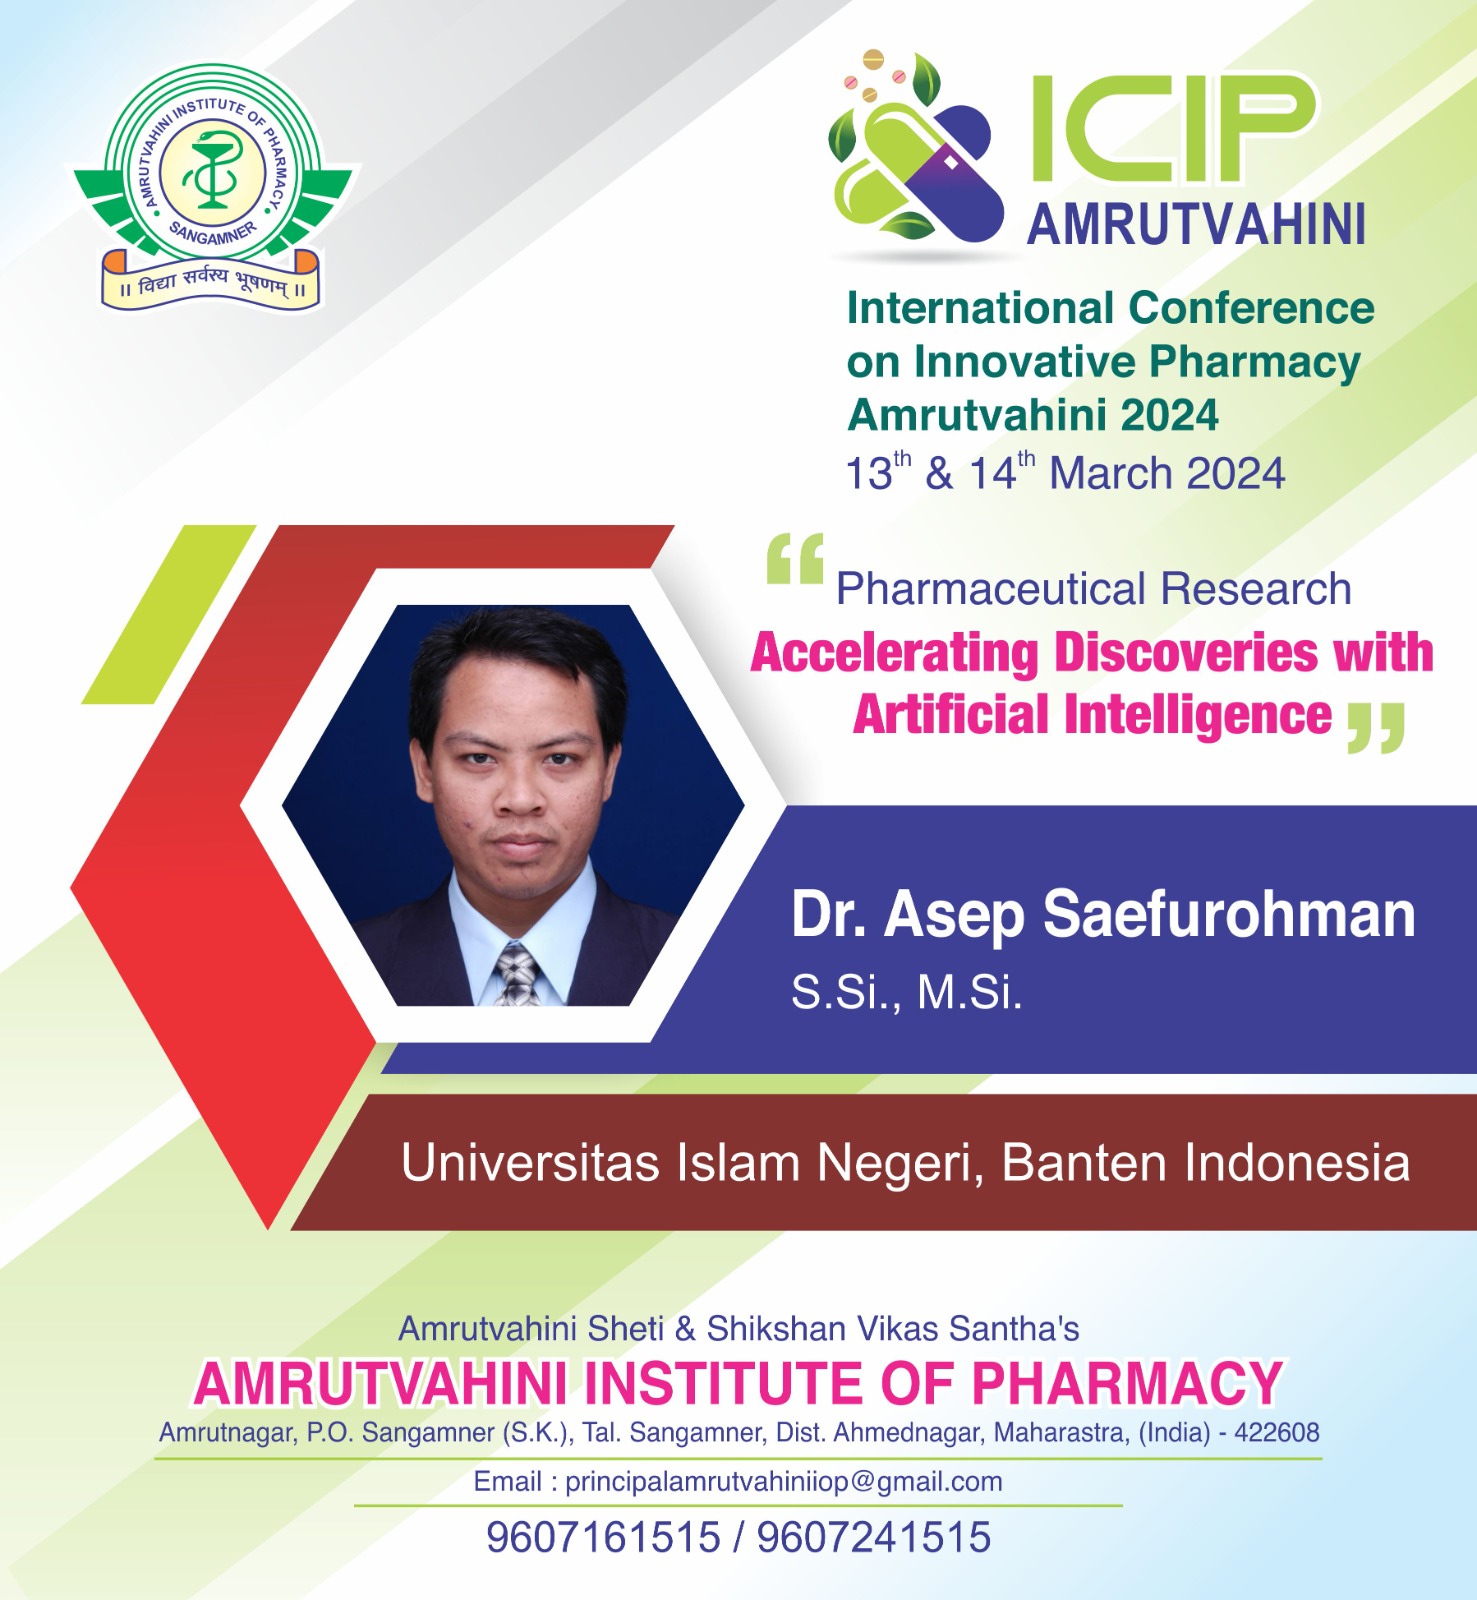 AMRUTVAHINI INSTITUTE OF PHARMACY
SANGAMNER
॥ विद्या सर्वस्य भूषणम् ॥
ICIP
AMRUTVAHINI
International Conference
on Innovative Pharmacy
Amrutvahini 2024
13th & 14th March 2024
“ Pharmaceutical Research
Accelerating Discoveries with
Artificial Intelligence ”
Dr. Asep Saefurohman
S.Si., M.Si.
Universitas Islam Negeri, Banten Indonesia
Amrutvahini Sheti & Shikshan Vikas Santha's
AMRUTVAHINI INSTITUTE OF PHARMACY
Amrutnagar, P.O. Sangamner (S.K.), Tal. Sangamner, Dist. Ahmednagar, Maharastra, (India) - 422608
Email : principalamrutvahiniiop@gmail.com
9607161515 / 9607241515